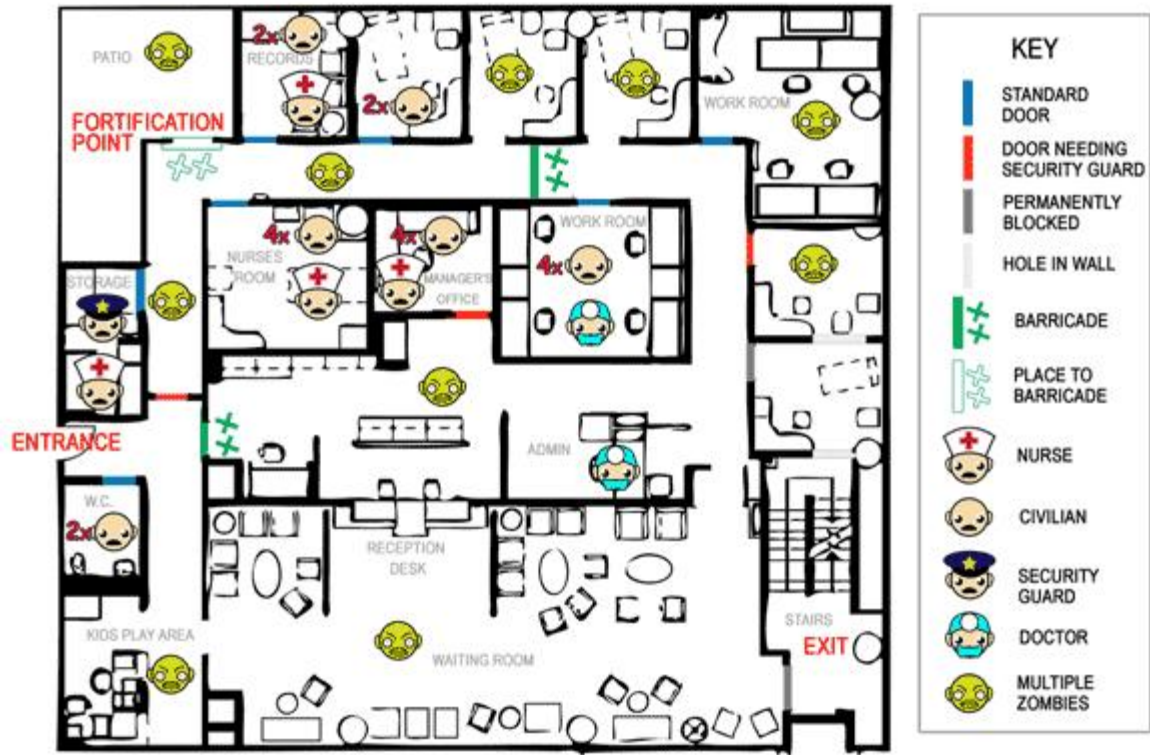 PATIO
2x
RECORDS
2x
WORK ROOM
FORTIFICATION
POINT
4x
NURSES
ROOM
4x
MANAGER'S
OFFICE
WORK ROOM
4x
STORAGE
ENTRANCE
ADMIN
W.C.
2x
RECEPTION
DESK
KIDS PLAY AREA
WAITING ROOM
STAIRS
EXIT
KEY
STANDARD
DOOR
DOOR NEEDING
SECURITY GUARD
PERMANENTLY
BLOCKED
HOLE IN WALL
BARRICADE
PLACE TO
BARRICADE
NURSE
CIVILIAN
SECURITY
GUARD
DOCTOR
MULTIPLE
ZOMBIES